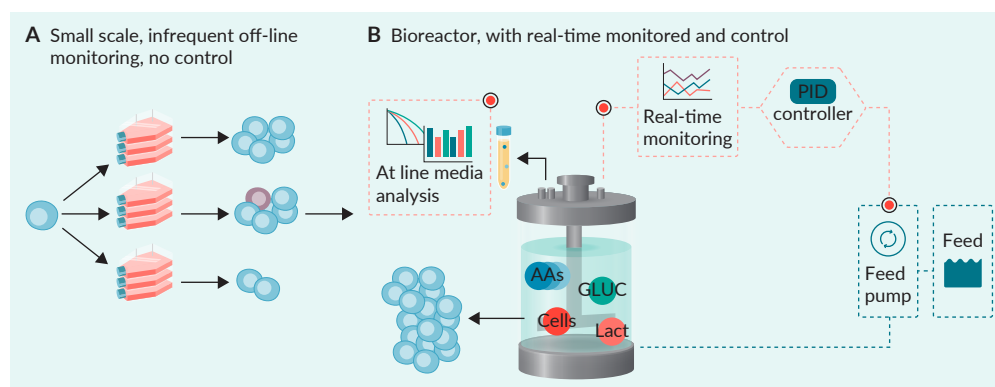 A Small scale, infrequent off-line
monitoring, no control
B Bioreactor, with real-time monitored and control
At line media
analysis
Real-time
monitoring
PID
controller
Feed
pump
Feed
AAs
GLUC
Cells
Lact